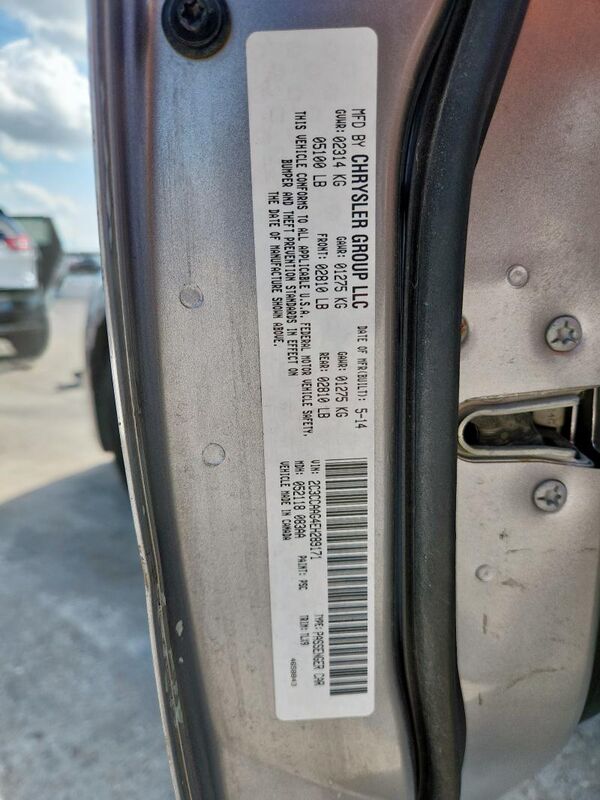 MFD BY CHRYSLER GROUP LLC DATE OF MFR(BUILT): 5-14
GVWR: 02314 KG GAWR: 01275 KG GAWR: 01275 KG
05100 LB FRONT: 02810 LB REAR: 02810 LB
THIS VEHICLE CONFORMS TO ALL APPLICABLE U.S.A. FEDERAL MOTOR VEHICLE SAFETY,
BUMPER AND THEFT PREVENTION STANDARDS IN EFFECT ON
THE DATE OF MANUFACTURE SHOWN ABOVE.
VIN: 2C3CCAAG4EH289171 TYPE: PASSENGER CAR
MDH: 052118 083AA PAINT: PSC TRIM: TLX9
VEHICLE MADE IN CANADA